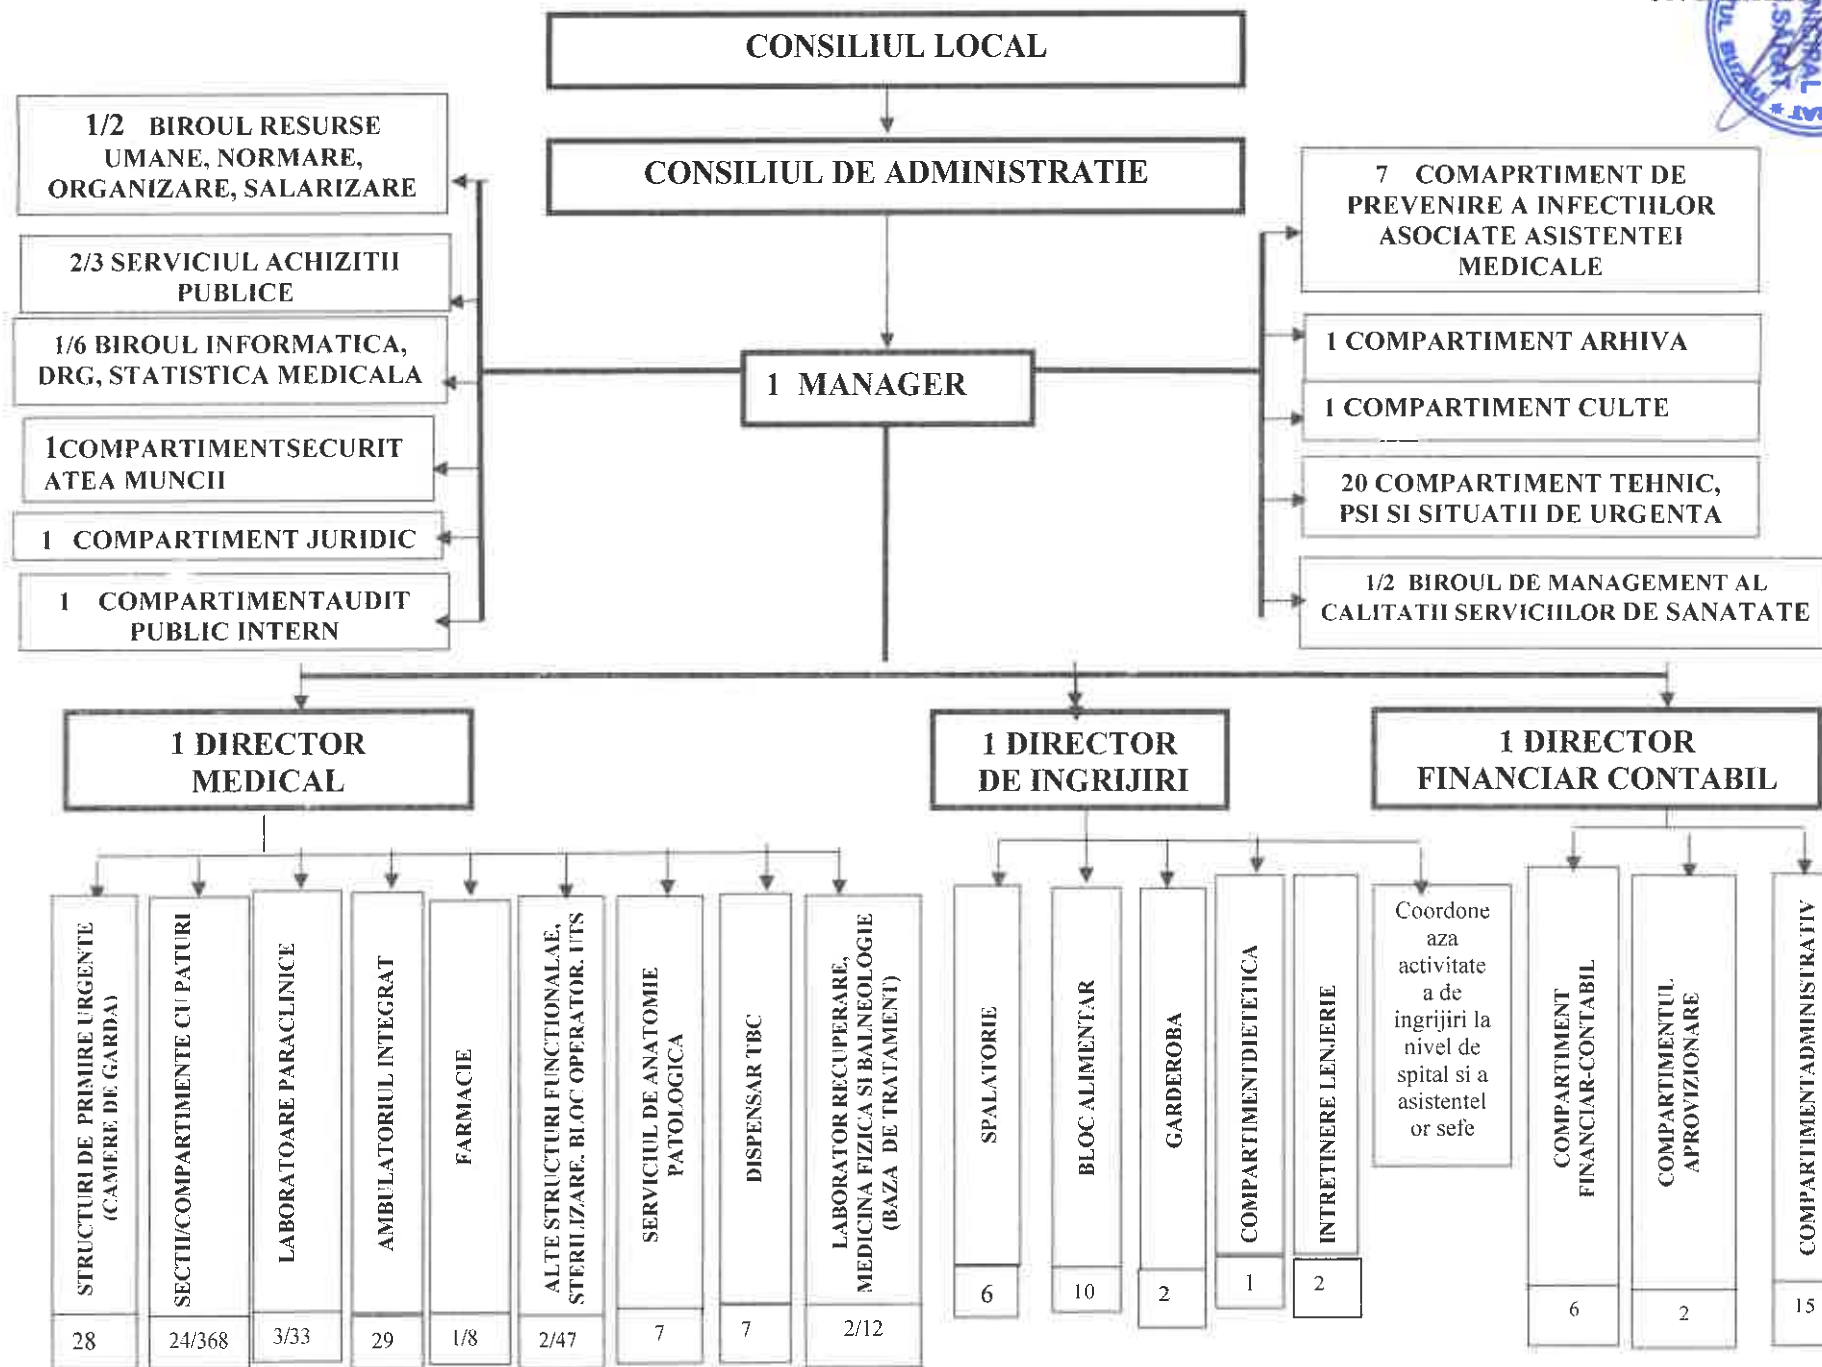 CONSILIUL LOCAL
CONSILIUL DE ADMINISTRATIE
1/2 BIROUL RESURSE
UMANE, NORMARE,
ORGANIZARE, SALARIZARE
2/3 SERVICIUL ACHIZITII
PUBLICE
1/6 BIROUL INFORMATICA,
DRG, STATISTICA MEDICALA
1COMPARTIMENTSECURIT
ATEA MUNCII
1 COMPARTIMENT JURIDIC
1 COMPARTIMENTAUDIT
PUBLIC INTERN
1 MANAGER
7 COMAPRTIMENT DE
PREVENIRE A INFECTIILOR
ASOCIATE ASISTENTEI
MEDICALE
1 COMPARTIMENT ARHIVA
1 COMPARTIMENT CULTE
20 COMPARTIMENT TEHNIC,
PSI SI SITUATII DE URGENTA
1/2 BIROUL DE MANAGEMENT AL
CALITATII SERVICIILOR DE SANATATE
1 DIRECTOR
MEDICAL
1 DIRECTOR
DE INGRIJIRI
1 DIRECTOR
FINANCIAR CONTABIL
STRUCTURI DE PRIMIRE URGENTE
(CAMERE DE GARDA)
28
SECTII/COMPARTIMENTE CU PATURI
24/368
LABORATOARE PARACLINICE
3/33
AMBULATORIUL INTEGRAT
29
FARMACIE
1/8
ALTE STRUCTURI FUNCTIONALAE,
STERILIZARE. BLOC OPERATOR. UTS
2/47
SERVICIUL DE ANATOMIE
PATOLOGICA
7
DISPENSAR TBC
7
LABORATOR RECUPERARE,
MEDICINA FIZICA SI BALNEOLOGIE
(BAZA DE TRATAMENT)
2/12
SPALATORIE
6
BLOC ALIMENTAR
10
GARDEROBA
2
COMPARTIMENTDIETETICA
1
INTRETINERE LENJERIE
2
Coordone
aza
activitate
a de
ingrijiri la
nivel de
spital si a
asistentel
or sefe
COMPARTIMENT
FINANCIAR-CONTABIL
6
COMPARTIMENTUL
APROVIZIONARE
2
COMPARTIMENTADMINISTRATIV
15
SARAT
BUZAU